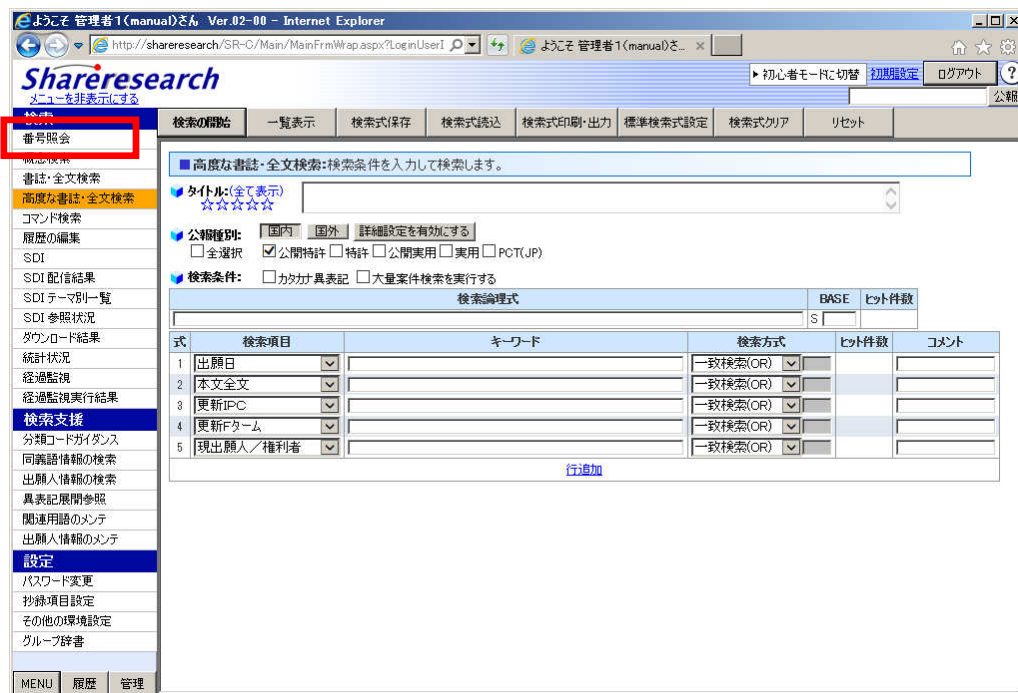 ようこそ 管理者1(manual)さん Ver.02-00 - Internet Explorer
http://shareresearch/SR-C/Main/MainFrmWrap.aspx?LoginUserI
ようこそ 管理者1(manual)さ... ×
Shareresearch
メニューを非表示にする
▶初心者モードに切替 初期設定 ログアウト ?
公報
検索
番号照会
概念検索
書誌・全文検索
高度な書誌・全文検索
コマンド検索
履歴の編集
SDI
SDI 配信結果
SDI テーマ別一覧
SDI 参照状況
ダウンロード結果
統計状況
経過監視
経過監視実行結果
検索支援
分類コードガイダンス
同義語情報の検索
出願人情報の検索
異表記展開参照
関連用語のメンテ
出願人情報のメンテ
設定
パスワード変更
抄録項目設定
その他の環境設定
グループ辞書
MENU 履歴 管理
検索の開始 一覧表示 検索式保存 検索式読込 検索式印刷・出力 標準検索式設定 検索式クリア リセット
■高度な書誌・全文検索:検索条件を入力して検索します。
タイトル:(全て表示)
☆☆☆☆☆
公報種別: 国内 国外 詳細設定を有効にする
全選択 公開特許 特許 公開実用 実用 PCT(JP)
検索条件: カタカナ異表記 大量案件検索を実行する
検索論理式 BASE ヒット件数
S
式 検索項目 キーワード 検索方式 ヒット件数 コメント
1 出願日 一致検索(OR)
2 本文全文 一致検索(OR)
3 更新IPC 一致検索(OR)
4 更新Fターム 一致検索(OR)
5 現出願人／権利者 一致検索(OR)
行追加